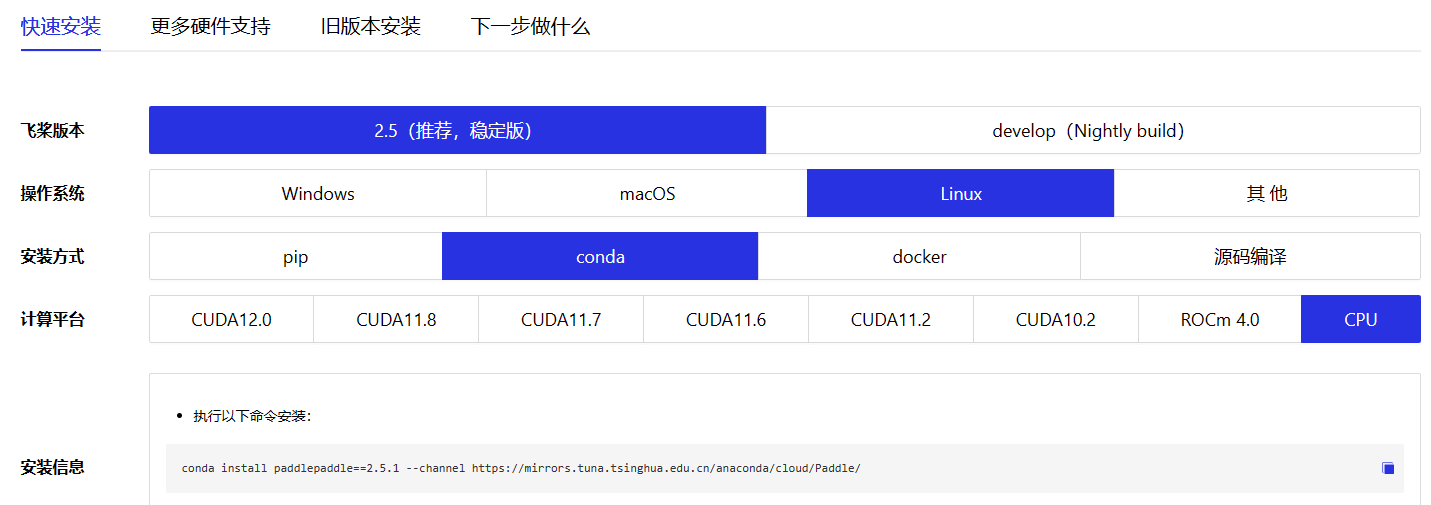 快速安装 更多硬件支持 旧版本安装 下一步做什么
飞桨版本 2.5（推荐，稳定版） develop（Nightly build）
操作系统 Windows macOS Linux 其 他
安装方式 pip conda docker 源码编译
计算平台 CUDA12.0 CUDA11.8 CUDA11.7 CUDA11.6 CUDA11.2 CUDA10.2 ROCm 4.0 CPU
• 执行以下命令安装：
安装信息 conda install paddlepaddle==2.5.1 --channel https://mirrors.tuna.tsinghua.edu.cn/anaconda/cloud/Paddle/